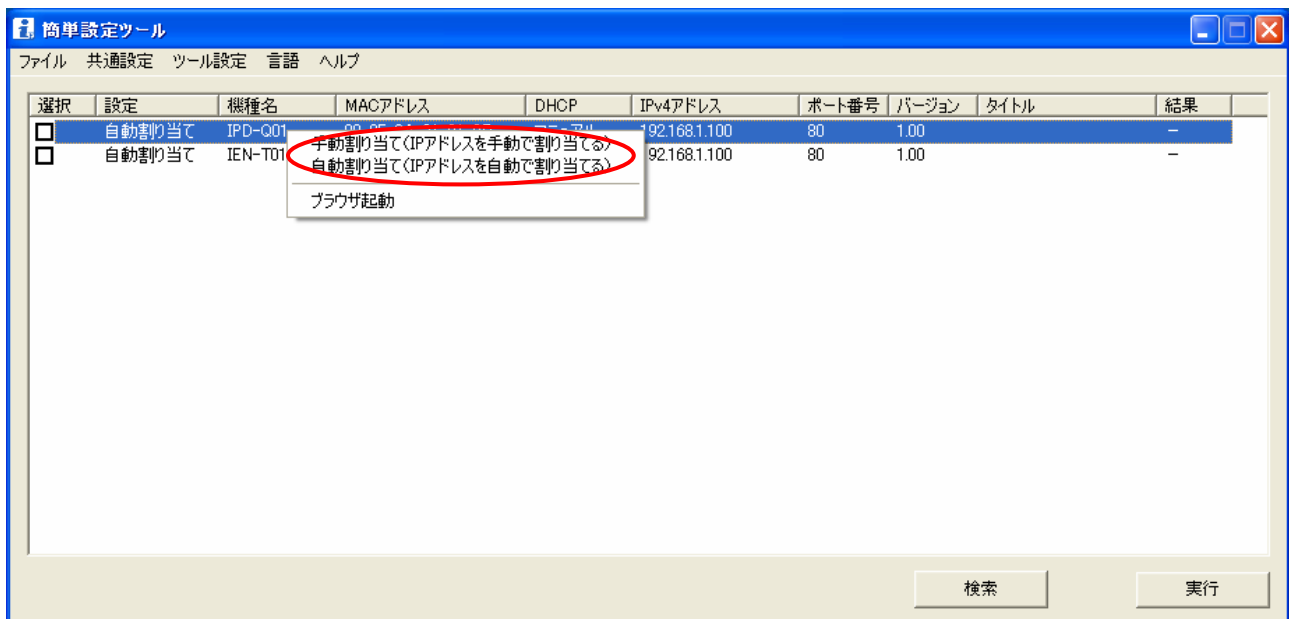 簡単設定ツール
ファイル 共通設定 ツール設定 言語 ヘルプ
選択 設定 機種名 MACアドレス DHCP IPv4アドレス ポート番号 バージョン タイトル 結果
自動割り当て IPD-Q01 192.168.1.100 80 1.00 −
手動割り当て(IPアドレスを手動で割り当てる)
自動割り当て IEN-T01 92.168.1.100 80 1.00 −
自動割り当て(IPアドレスを自動で割り当てる)
ブラウザ起動
検索 実行